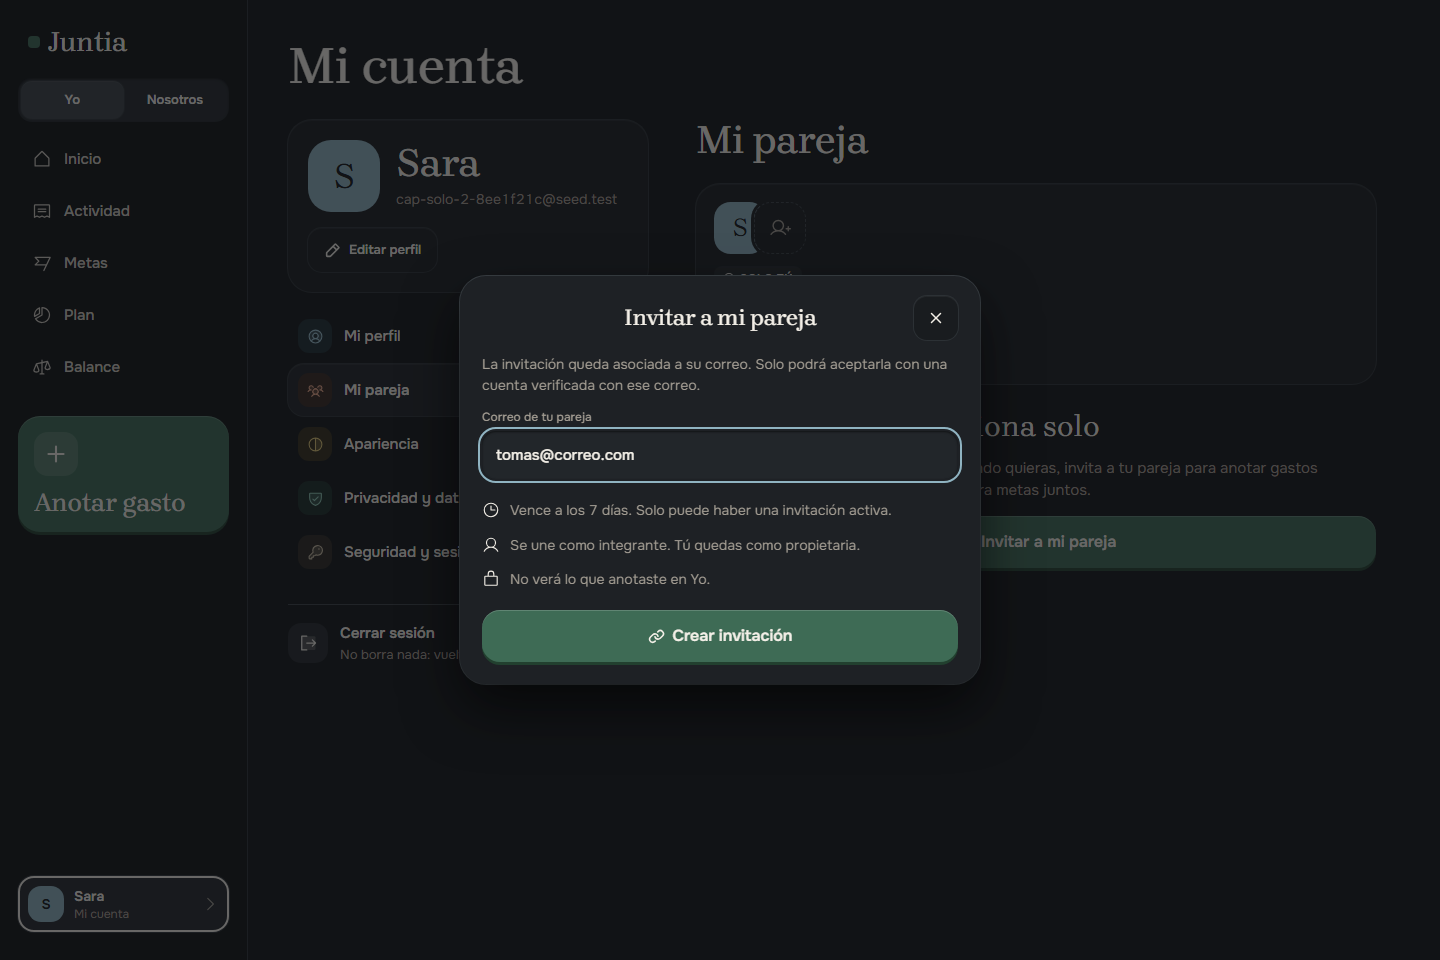 Juntia
Yo
Nosotros
Inicio
Actividad
Metas
Plan
Balance
Anotar gasto
S
Sara
Mi cuenta
Mi cuenta
S
Sara
cap-solo-2-8ee1f21c@seed.test
Editar perfil
Mi perfil
Mi pareja
Apariencia
Privacidad y dat
Seguridad y sesi
Cerrar sesión
No borra nada: vuel
Mi pareja
S
ona solo
do quieras, invita a tu pareja para anotar gastos
ra metas juntos.
Invitar a mi pareja
Invitar a mi pareja
La invitación queda asociada a su correo. Solo podrá aceptarla con una
cuenta verificada con ese correo.
Correo de tu pareja
tomas@correo.com
Vence a los 7 días. Solo puede haber una invitación activa.
Se une como integrante. Tú quedas como propietaria.
No verá lo que anotaste en Yo.
Crear invitación